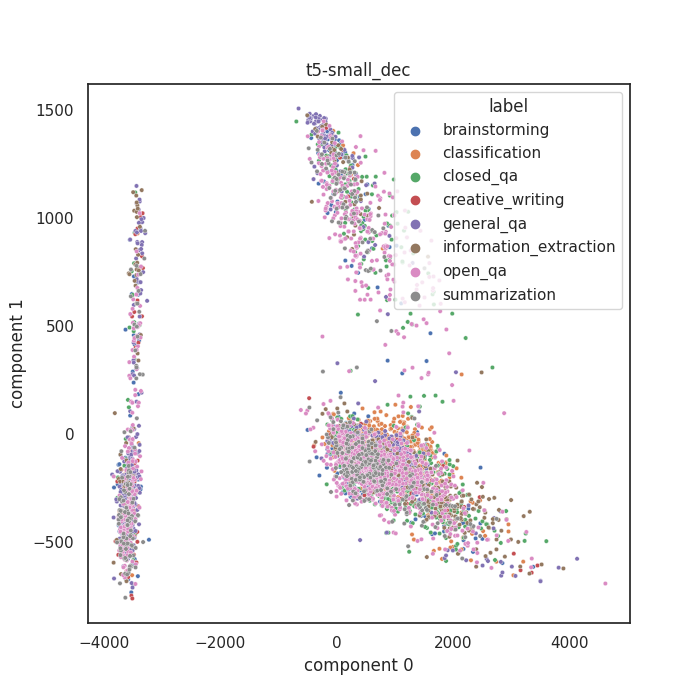 t5-small_dec
label
brainstorming
classification
closed_qa
creative_writing
general_qa
information_extraction
open_qa
summarization
1500
1000
500
0
−500
component 1
−4000 −2000 0 2000 4000
component 0